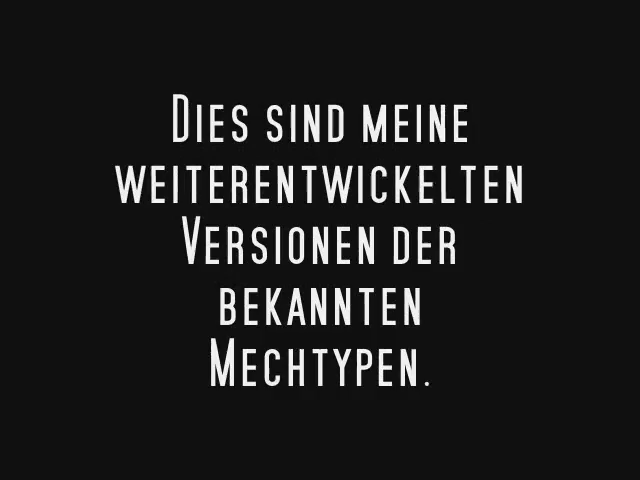 Dies sind meine
weiterentwickelten
Versionen der
bekannten
Mechtypen.